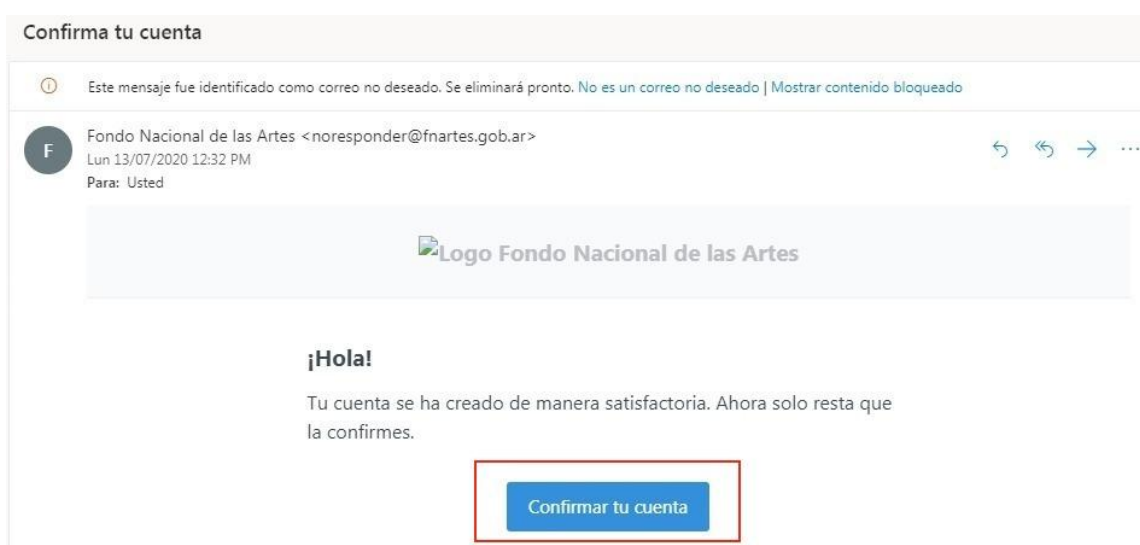 Confirma tu cuenta
Este mensaje fue identificado como correo no deseado. Se eliminará pronto. No es un correo no deseado | Mostrar contenido bloqueado
F
Fondo Nacional de las Artes <noresponder@fnartes.gob.ar>
Lun 13/07/2020 12:32 PM
Para: Usted
Logo Fondo Nacional de las Artes
¡Hola!
Tu cuenta se ha creado de manera satisfactoria. Ahora solo resta que
la confirmes.
Confirmar tu cuenta